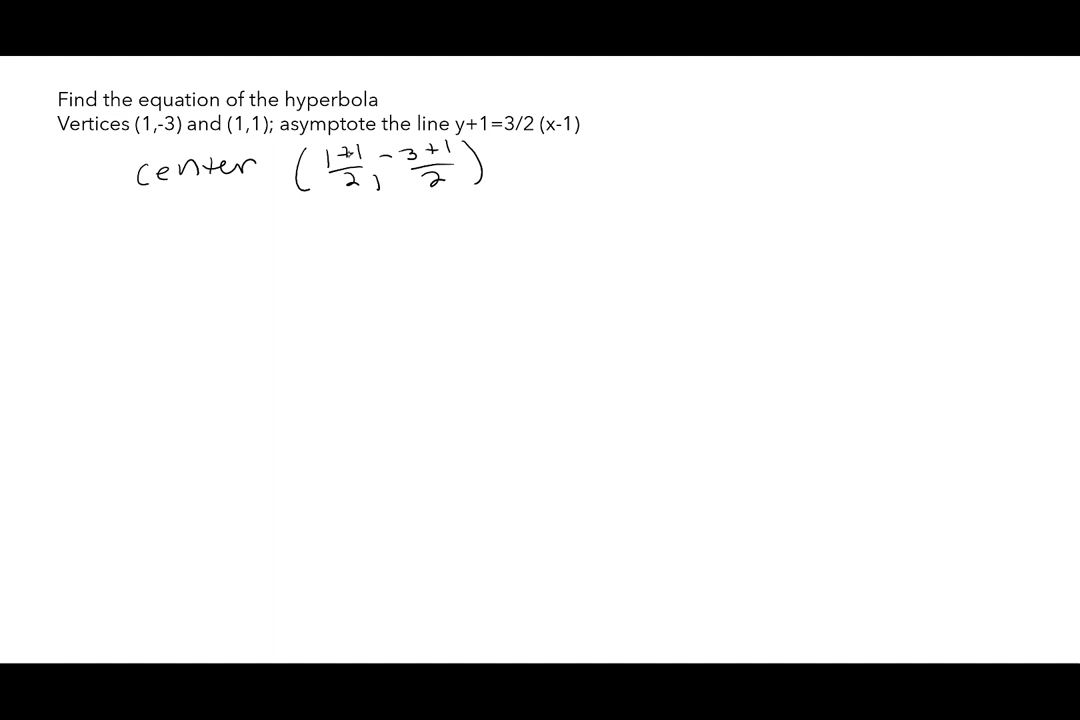 Find the equation of the hyperbola
Vertices (1,-3) and (1,1); asymptote the line y+1=3/2 (x-1)
center ( 1+1/2 , -3+1/2 )